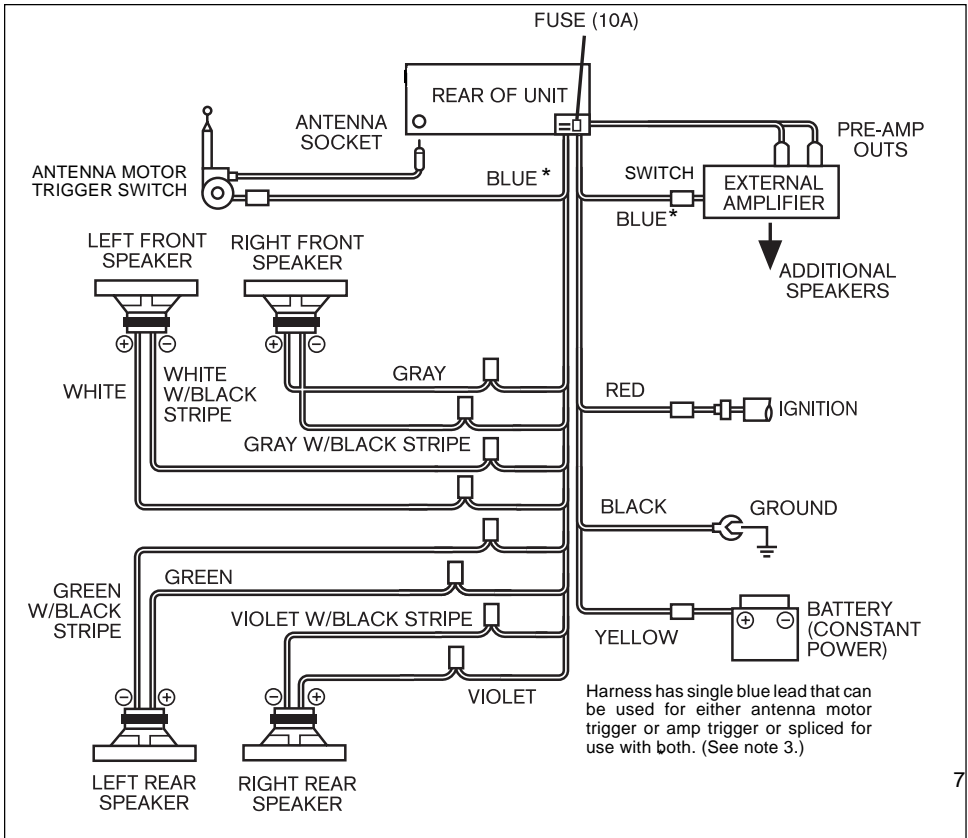 FUSE (10A)
REAR OF UNIT
ANTENNA
SOCKET
PRE-AMP
OUTS
ANTENNA MOTOR
TRIGGER SWITCH
BLUE *
SWITCH
EXTERNAL
AMPLIFIER
BLUE*
LEFT FRONT
SPEAKER
RIGHT FRONT
SPEAKER
ADDITIONAL
SPEAKERS
+ −
+ −
WHITE
WHITE
W/BLACK
STRIPE
GRAY
RED
IGNITION
GRAY W/BLACK STRIPE
BLACK
GROUND
GREEN
W/BLACK
STRIPE
GREEN
VIOLET W/BLACK STRIPE
YELLOW
+ −
BATTERY
(CONSTANT
POWER)
− +
− +
VIOLET
LEFT REAR
SPEAKER
RIGHT REAR
SPEAKER
Harness has single blue lead that can
be used for either antenna motor
trigger or amp trigger or spliced for
use with both. (See note 3.)
7